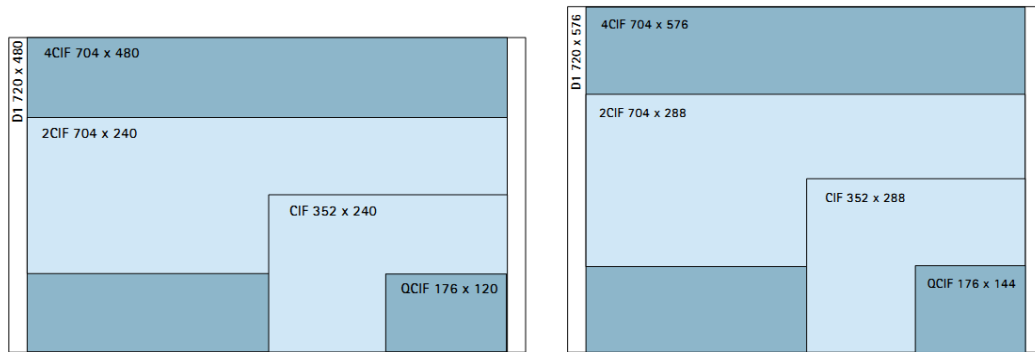 D1 720 x 480
4CIF 704 x 480
2CIF 704 x 240
CIF 352 x 240
QCIF 176 x 120
D1 720 x 576
4CIF 704 x 576
2CIF 704 x 288
CIF 352 x 288
QCIF 176 x 144